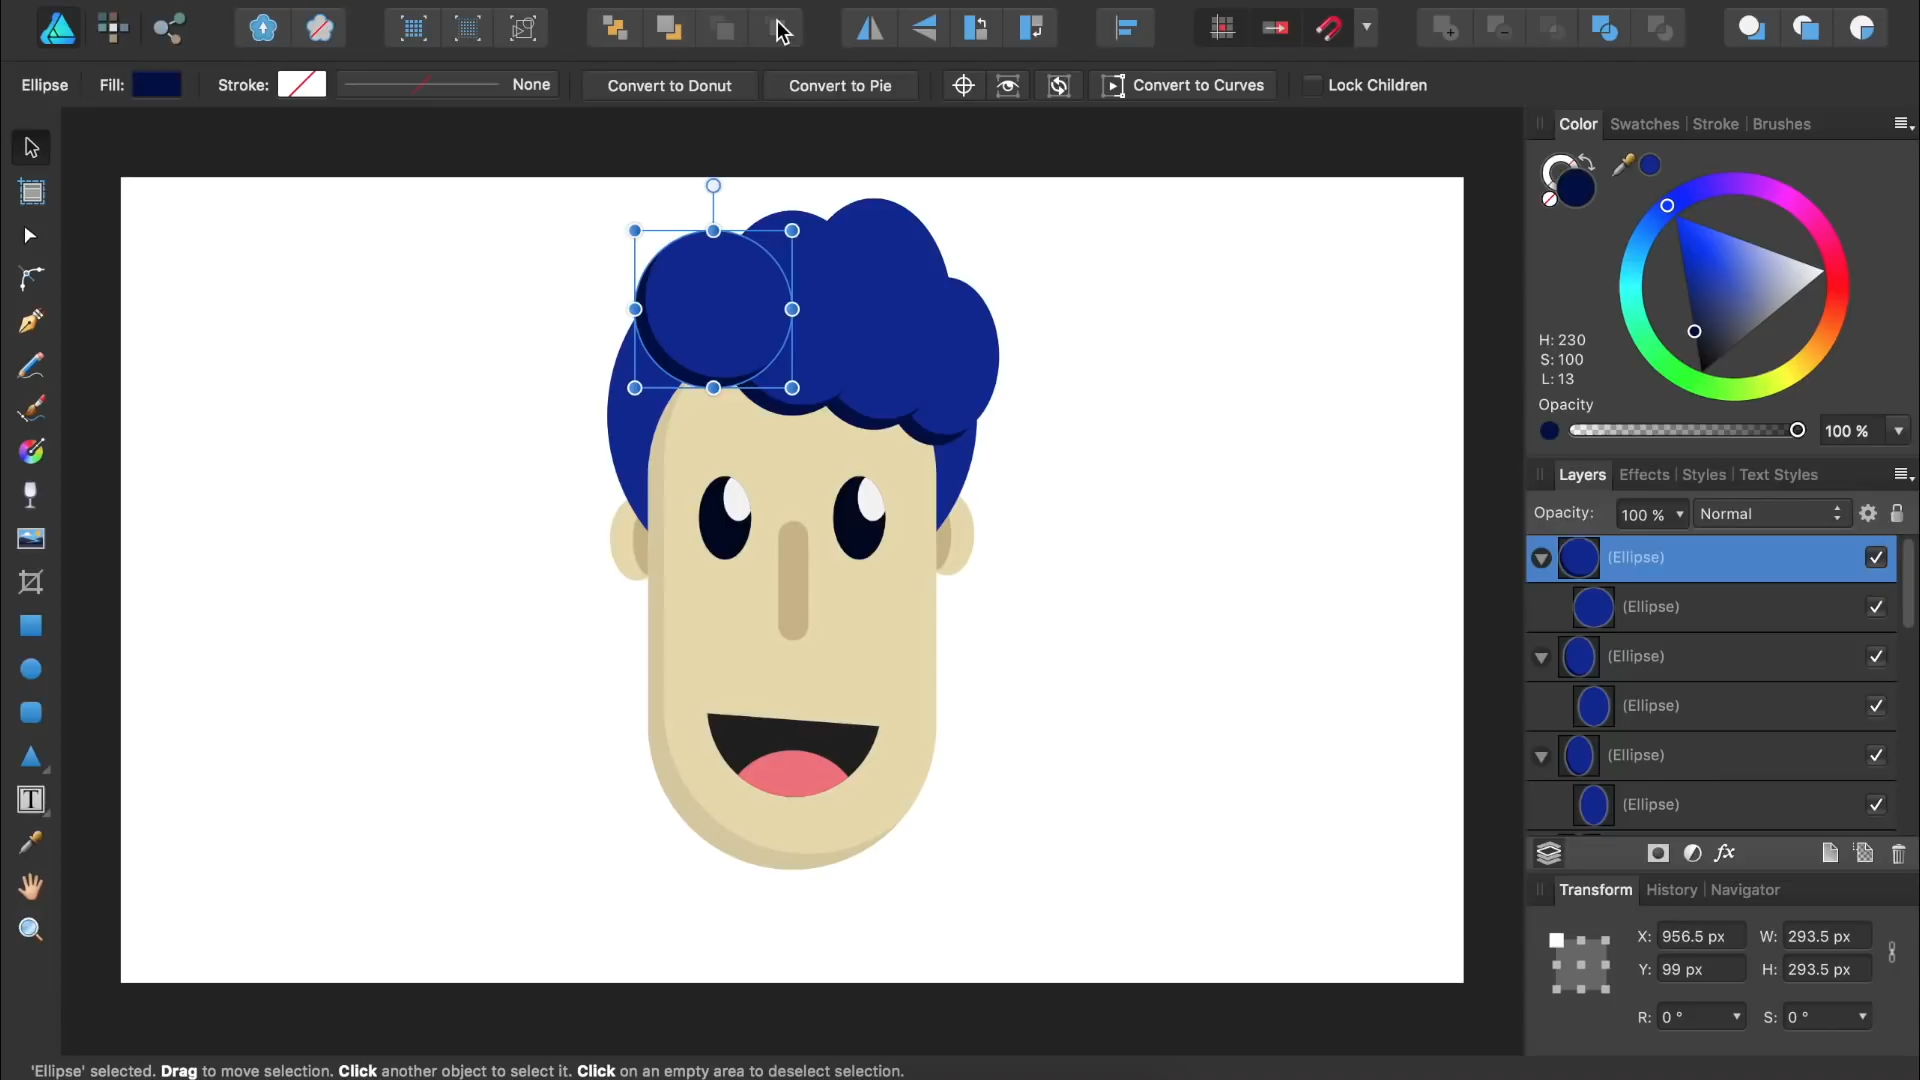 Ellipse Fill: Stroke: None Convert to Donut Convert to Pie Convert to Curves Lock Children
Color Swatches Stroke Brushes
H: 230
S: 100
L: 13
Opacity
100 %
Layers Effects Styles Text Styles
Opacity: 100 % Normal
(Ellipse)
(Ellipse)
(Ellipse)
(Ellipse)
(Ellipse)
(Ellipse)
fx
Transform History Navigator
X: 956.5 px W: 293.5 px
Y: 99 px H: 293.5 px
R: 0 ° S: 0 °
T
'Ellipse' selected. Drag to move selection. Click another object to select it. Click on an empty area to deselect selection.